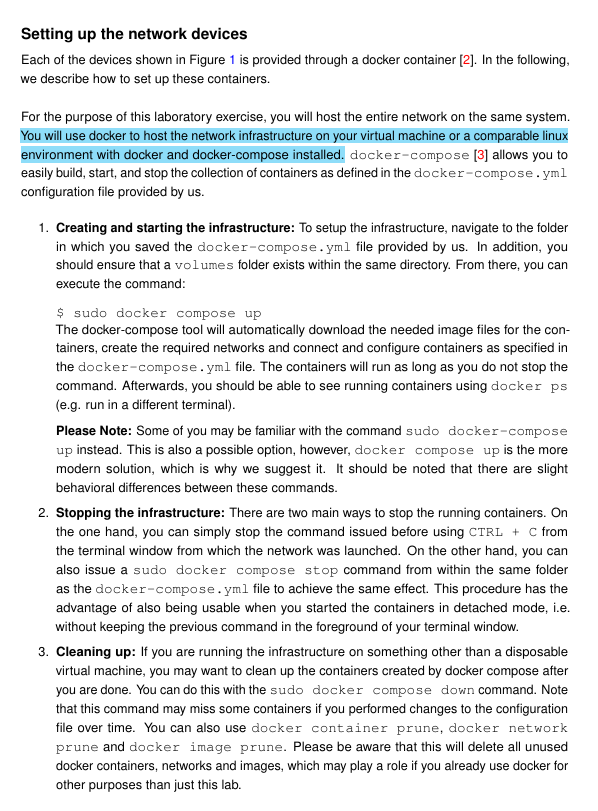 Setting up the network devices
Each of the devices shown in Figure 1 is provided through a docker container [2]. In the following,
we describe how to set up these containers.
For the purpose of this laboratory exercise, you will host the entire network on the same system.
You will use docker to host the network infrastructure on your virtual machine or a comparable linux
environment with docker and docker-compose installed. docker-compose [3] allows you to
easily build, start, and stop the collection of containers as defined in the docker-compose.yml
configuration file provided by us.
1. Creating and starting the infrastructure: To setup the infrastructure, navigate to the folder
in which you saved the docker-compose.yml file provided by us. In addition, you
should ensure that a volumes folder exists within the same directory. From there, you can
execute the command:
$ sudo docker compose up
The docker-compose tool will automatically download the needed image files for the con-
tainers, create the required networks and connect and configure containers as specified in
the docker-compose.yml file. The containers will run as long as you do not stop the
command. Afterwards, you should be able to see running containers using docker ps
(e.g. run in a different terminal).
Please Note: Some of you may be familiar with the command sudo docker-compose
up instead. This is also a possible option, however, docker compose up is the more
modern solution, which is why we suggest it. It should be noted that there are slight
behavioral differences between these commands.
2. Stopping the infrastructure: There are two main ways to stop the running containers. On
the one hand, you can simply stop the command issued before using CTRL + C from
the terminal window from which the network was launched. On the other hand, you can
also issue a sudo docker compose stop command from within the same folder
as the docker-compose.yml file to achieve the same effect. This procedure has the
advantage of also being usable when you started the containers in detached mode, i.e.
without keeping the previous command in the foreground of your terminal window.
3. Cleaning up: If you are running the infrastructure on something other than a disposable
virtual machine, you may want to clean up the containers created by docker compose after
you are done. You can do this with the sudo docker compose down command. Note
that this command may miss some containers if you performed changes to the configuration
file over time. You can also use docker container prune, docker network
prune and docker image prune. Please be aware that this will delete all unused
docker containers, networks and images, which may play a role if you already use docker for
other purposes than just this lab.